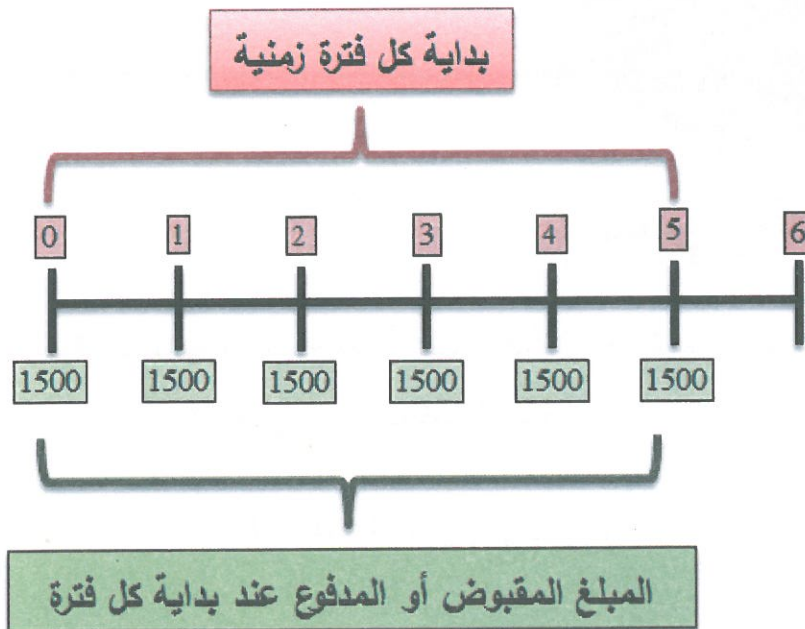 بداية كل فترة زمنية
0 1 2 3 4 5 6
1500 1500 1500 1500 1500 1500
المبلغ المقبوض أو المدفوع عند بداية كل فترة